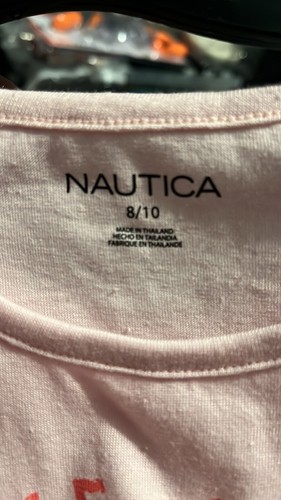 NAUTICA
8/10
MADE IN THAILAND
HECHO EN TAILANDIA
FABRIQUE EN THAILANDE